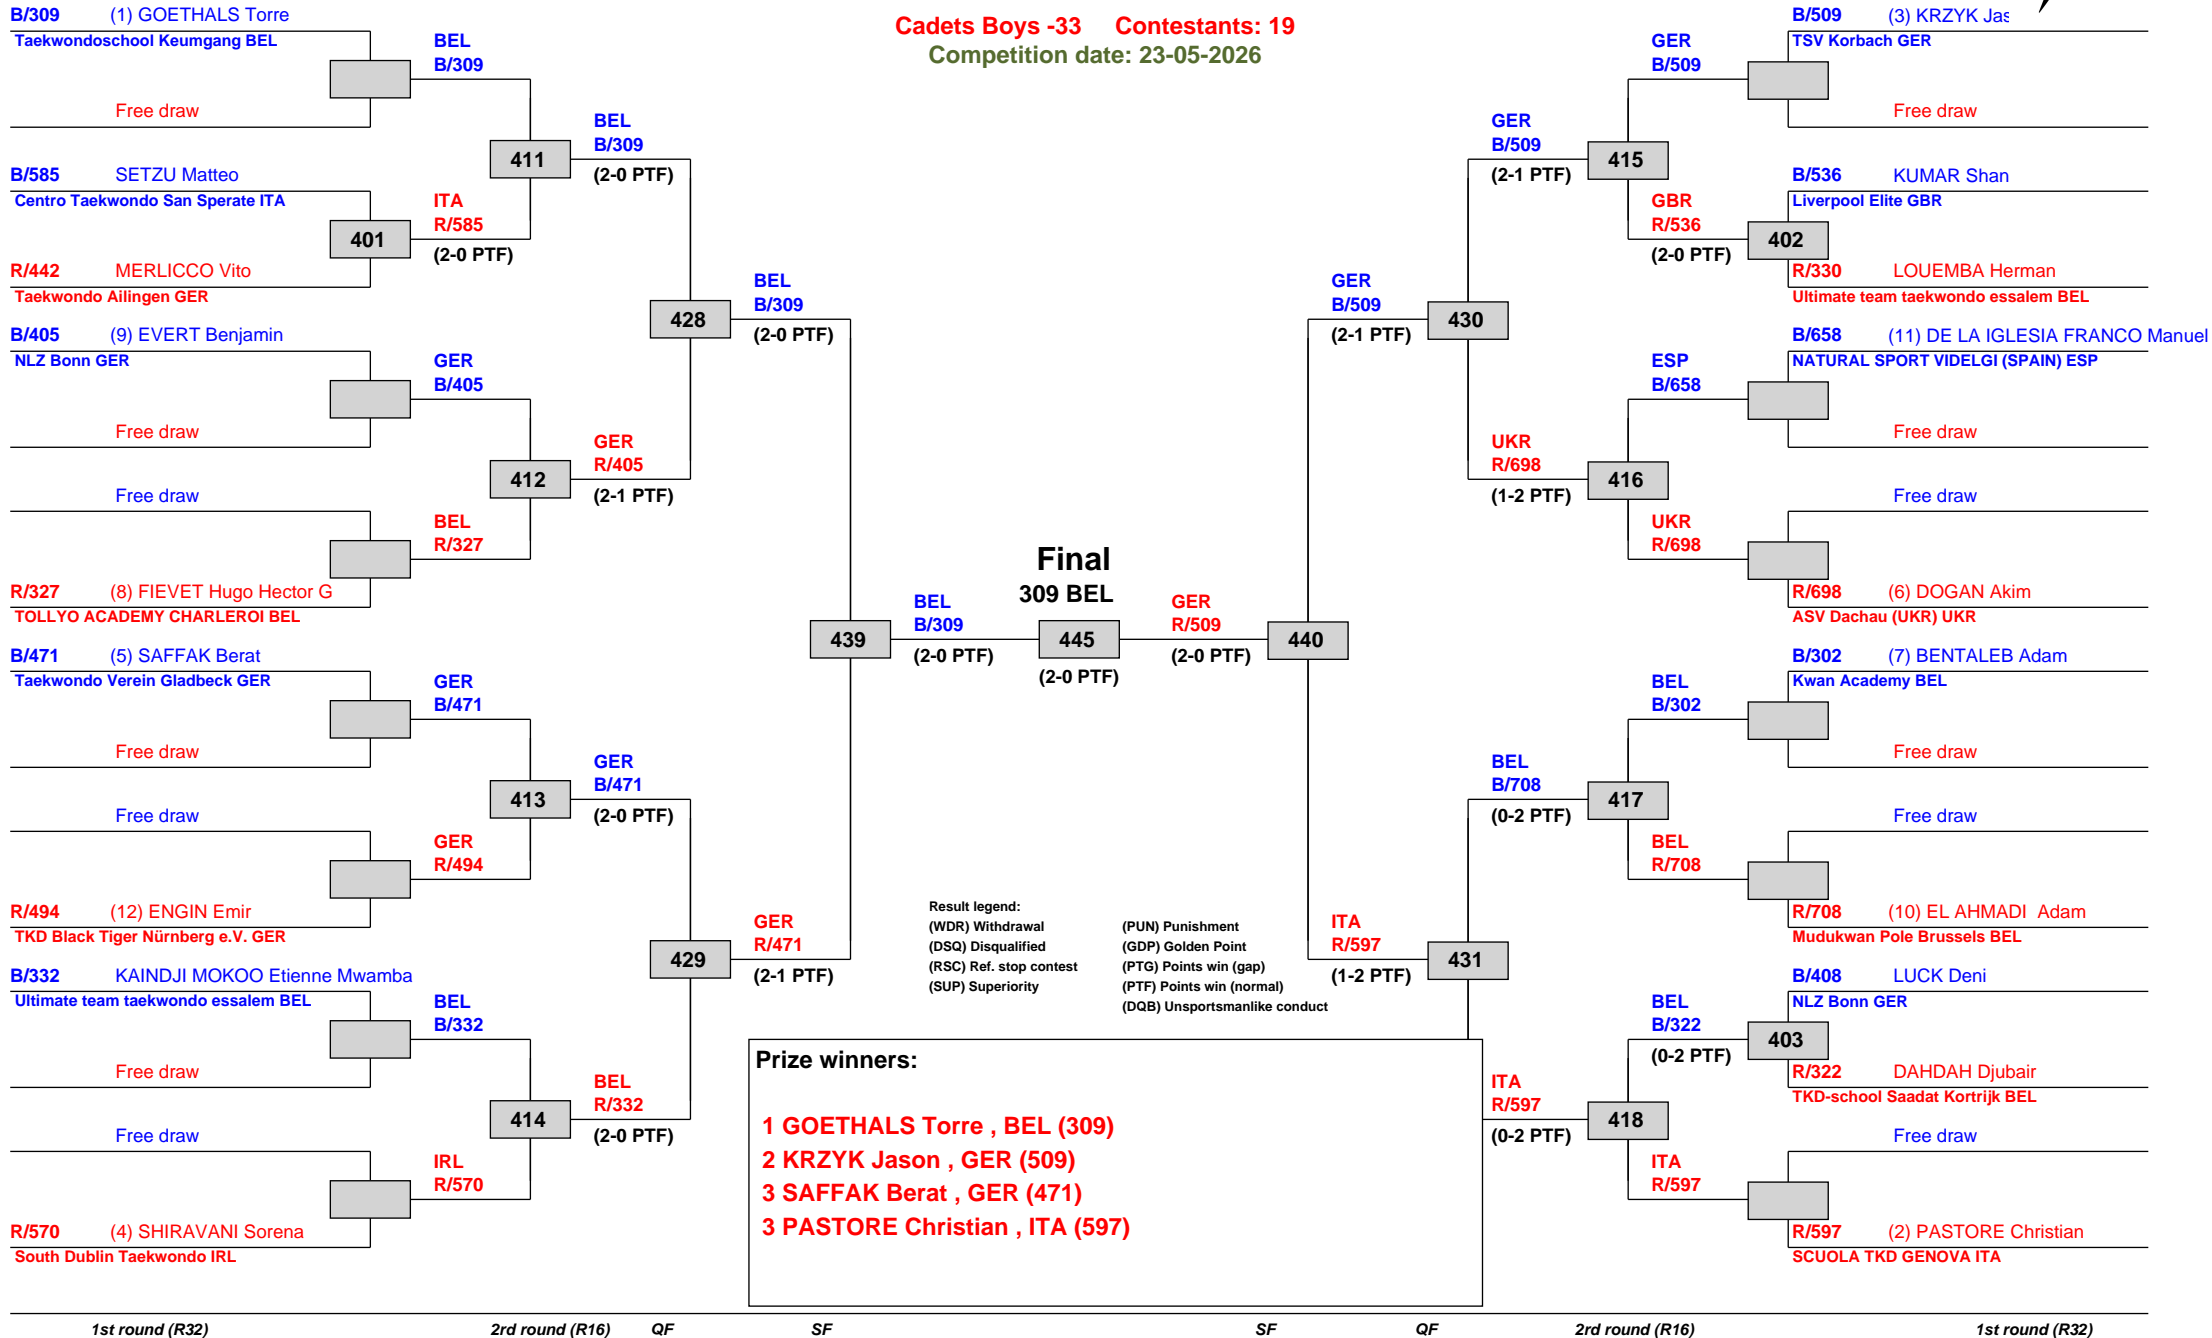 Cadets Boys -33 Contestants: 19
Competition date: 23-05-2026
B/309 (1) GOETHALS Torre
Taekwondoschool Keumgang BEL
Free draw
B/585 SETZU Matteo
Centro Taekwondo San Sperate ITA
401
R/442 MERLICCO Vito
Taekwondo Ailingen GER
B/405 (9) EVERT Benjamin
NLZ Bonn GER
Free draw
Free draw
R/327 (8) FIEVET Hugo Hector G
TOLLYO ACADEMY CHARLEROI BEL
B/471 (5) SAFFAK Berat
Taekwondo Verein Gladbeck GER
Free draw
Free draw
R/494 (12) ENGIN Emir
TKD Black Tiger Nürnberg e.V. GER
B/332 KAINDJI MOKOO Etienne Mwamba
Ultimate team taekwondo essalem BEL
Free draw
Free draw
R/570 (4) SHIRAVANI Sorena
South Dublin Taekwondo IRL
BEL
B/309
411
ITA
R/585
(2-0 PTF)
GER
B/405
412
BEL
R/327
GER
B/471
413
GER
R/494
BEL
B/332
414
IRL
R/570
BEL
B/309
(2-0 PTF)
428
GER
R/405
(2-1 PTF)
GER
B/471
(2-0 PTF)
429
BEL
R/332
(2-0 PTF)
BEL
B/309
(2-0 PTF)
439
GER
R/471
(2-1 PTF)
BEL
B/309
(2-0 PTF)
Final
309 BEL
445
(2-0 PTF)
GER
R/509
(2-0 PTF)
440
GER
B/509
(2-1 PTF)
ITA
R/597
(1-2 PTF)
GER
B/509
(2-1 PTF)
430
UKR
R/698
(1-2 PTF)
BEL
B/708
(0-2 PTF)
431
ITA
R/597
(0-2 PTF)
GER
B/509
415
GBR
R/536
(2-0 PTF)
ESP
B/658
416
UKR
R/698
BEL
B/302
417
BEL
R/708
BEL
B/322
(0-2 PTF)
418
ITA
R/597
B/509 (3) KRZYK Jas
TSV Korbach GER
Free draw
B/536 KUMAR Shan
Liverpool Elite GBR
402
R/330 LOUEMBA Herman
Ultimate team taekwondo essalem BEL
B/658 (11) DE LA IGLESIA FRANCO Manuel
NATURAL SPORT VIDELGI (SPAIN) ESP
Free draw
Free draw
R/698 (6) DOGAN Akim
ASV Dachau (UKR) UKR
B/302 (7) BENTALEB Adam
Kwan Academy BEL
Free draw
Free draw
R/708 (10) EL AHMADI Adam
Mudukwan Pole Brussels BEL
B/408 LUCK Deni
NLZ Bonn GER
403
R/322 DAHDAH Djubair
TKD-school Saadat Kortrijk BEL
Free draw
R/597 (2) PASTORE Christian
SCUOLA TKD GENOVA ITA
Result legend:
(WDR) Withdrawal (PUN) Punishment
(DSQ) Disqualified (GDP) Golden Point
(RSC) Ref. stop contest (PTG) Points win (gap)
(SUP) Superiority (PTF) Points win (normal)
(DQB) Unsportsmanlike conduct
Prize winners:
1 GOETHALS Torre , BEL (309)
2 KRZYK Jason , GER (509)
3 SAFFAK Berat , GER (471)
3 PASTORE Christian , ITA (597)
1st round (R32) 2rd round (R16) QF SF SF QF 2rd round (R16) 1st round (R32)